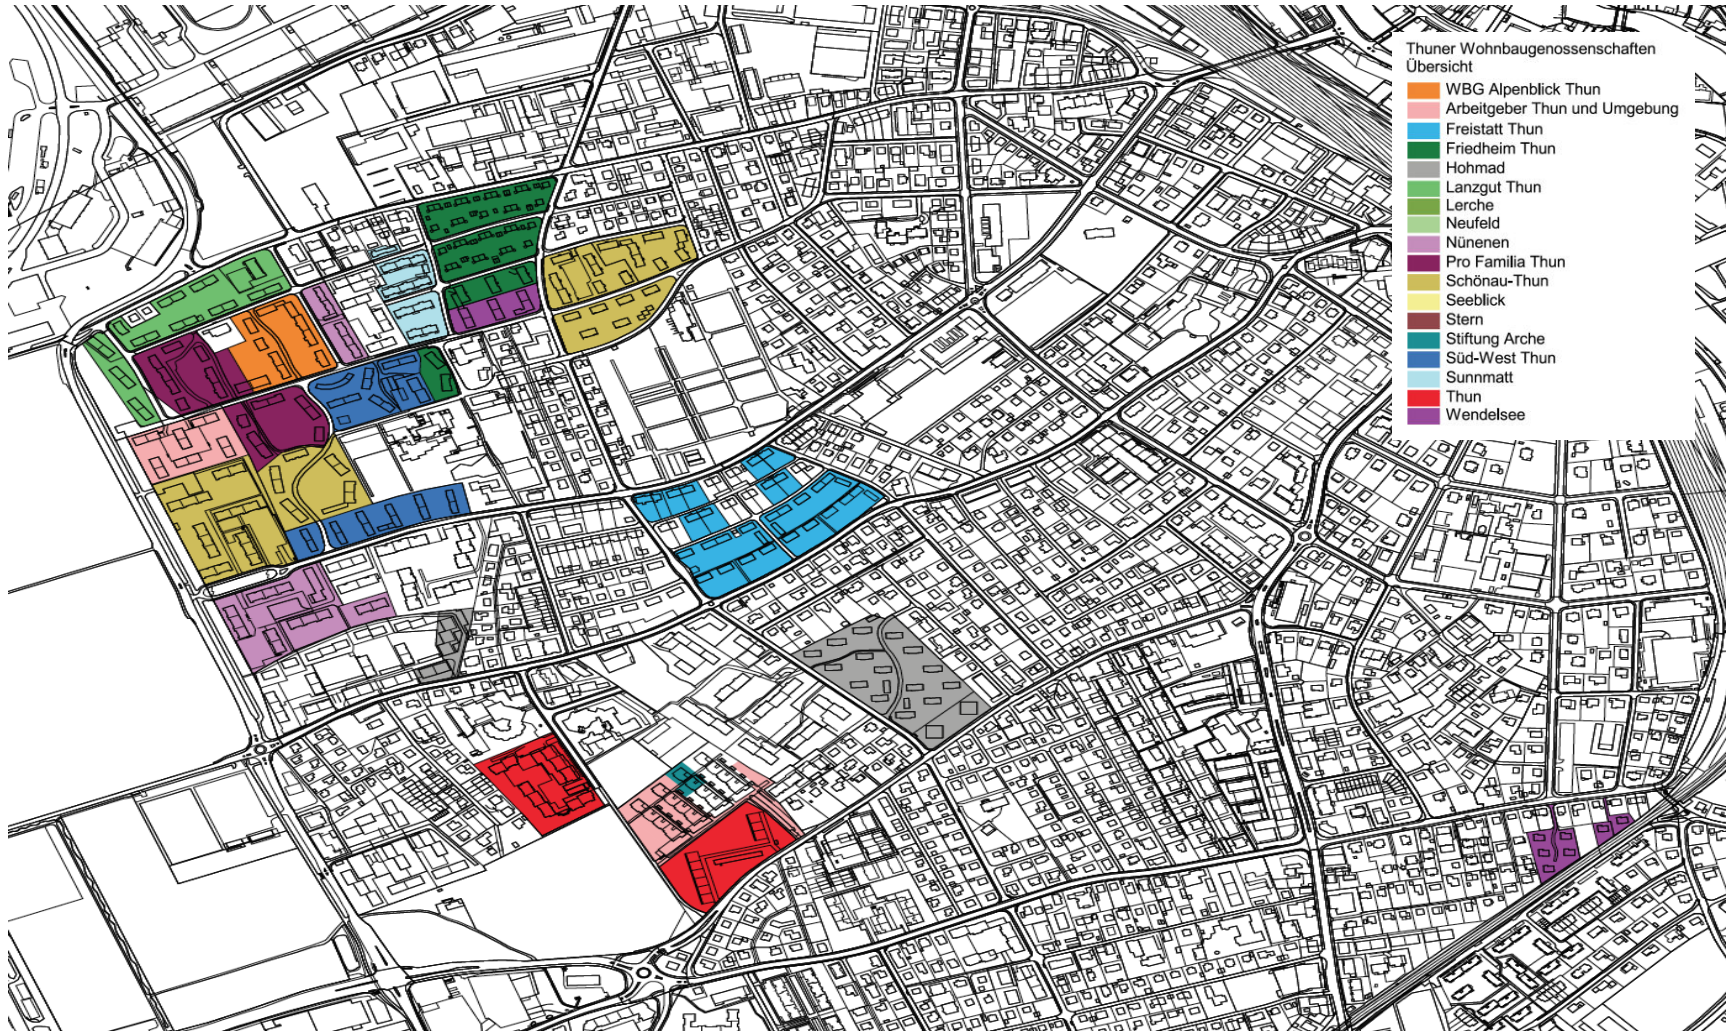 Thuner Wohnbaugenossenschaften
Übersicht
WBG Alpenblick Thun
Arbeitgeber Thun und Umgebung
Freistatt Thun
Friedheim Thun
Hohmad
Lanzgut Thun
Lerche
Neufeld
Nünenen
Pro Familia Thun
Schönau-Thun
Seeblick
Stern
Stiftung Arche
Süd-West Thun
Sunnmatt
Thun
Wendelsee